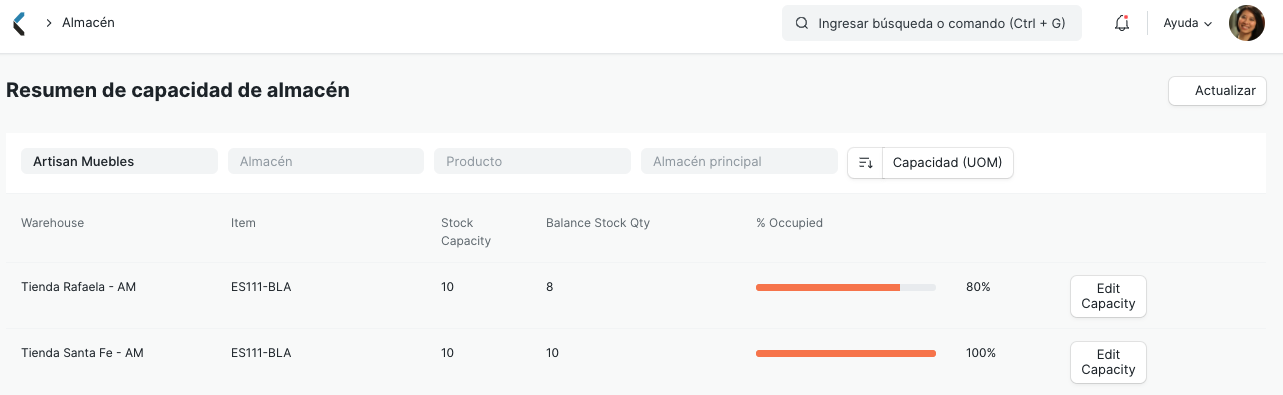 Almacén
Ingresar búsqueda o comando (Ctrl + G)
Ayuda
Resumen de capacidad de almacén
Actualizar
Artisan Muebles
Almacén
Producto
Almacén principal
Capacidad (UOM)
Warehouse
Item
Stock
Capacity
Balance Stock Qty
% Occupied
Tienda Rafaela - AM
ES111-BLA
10
8
80%
Edit
Capacity
Tienda Santa Fe - AM
ES111-BLA
10
10
100%
Edit
Capacity